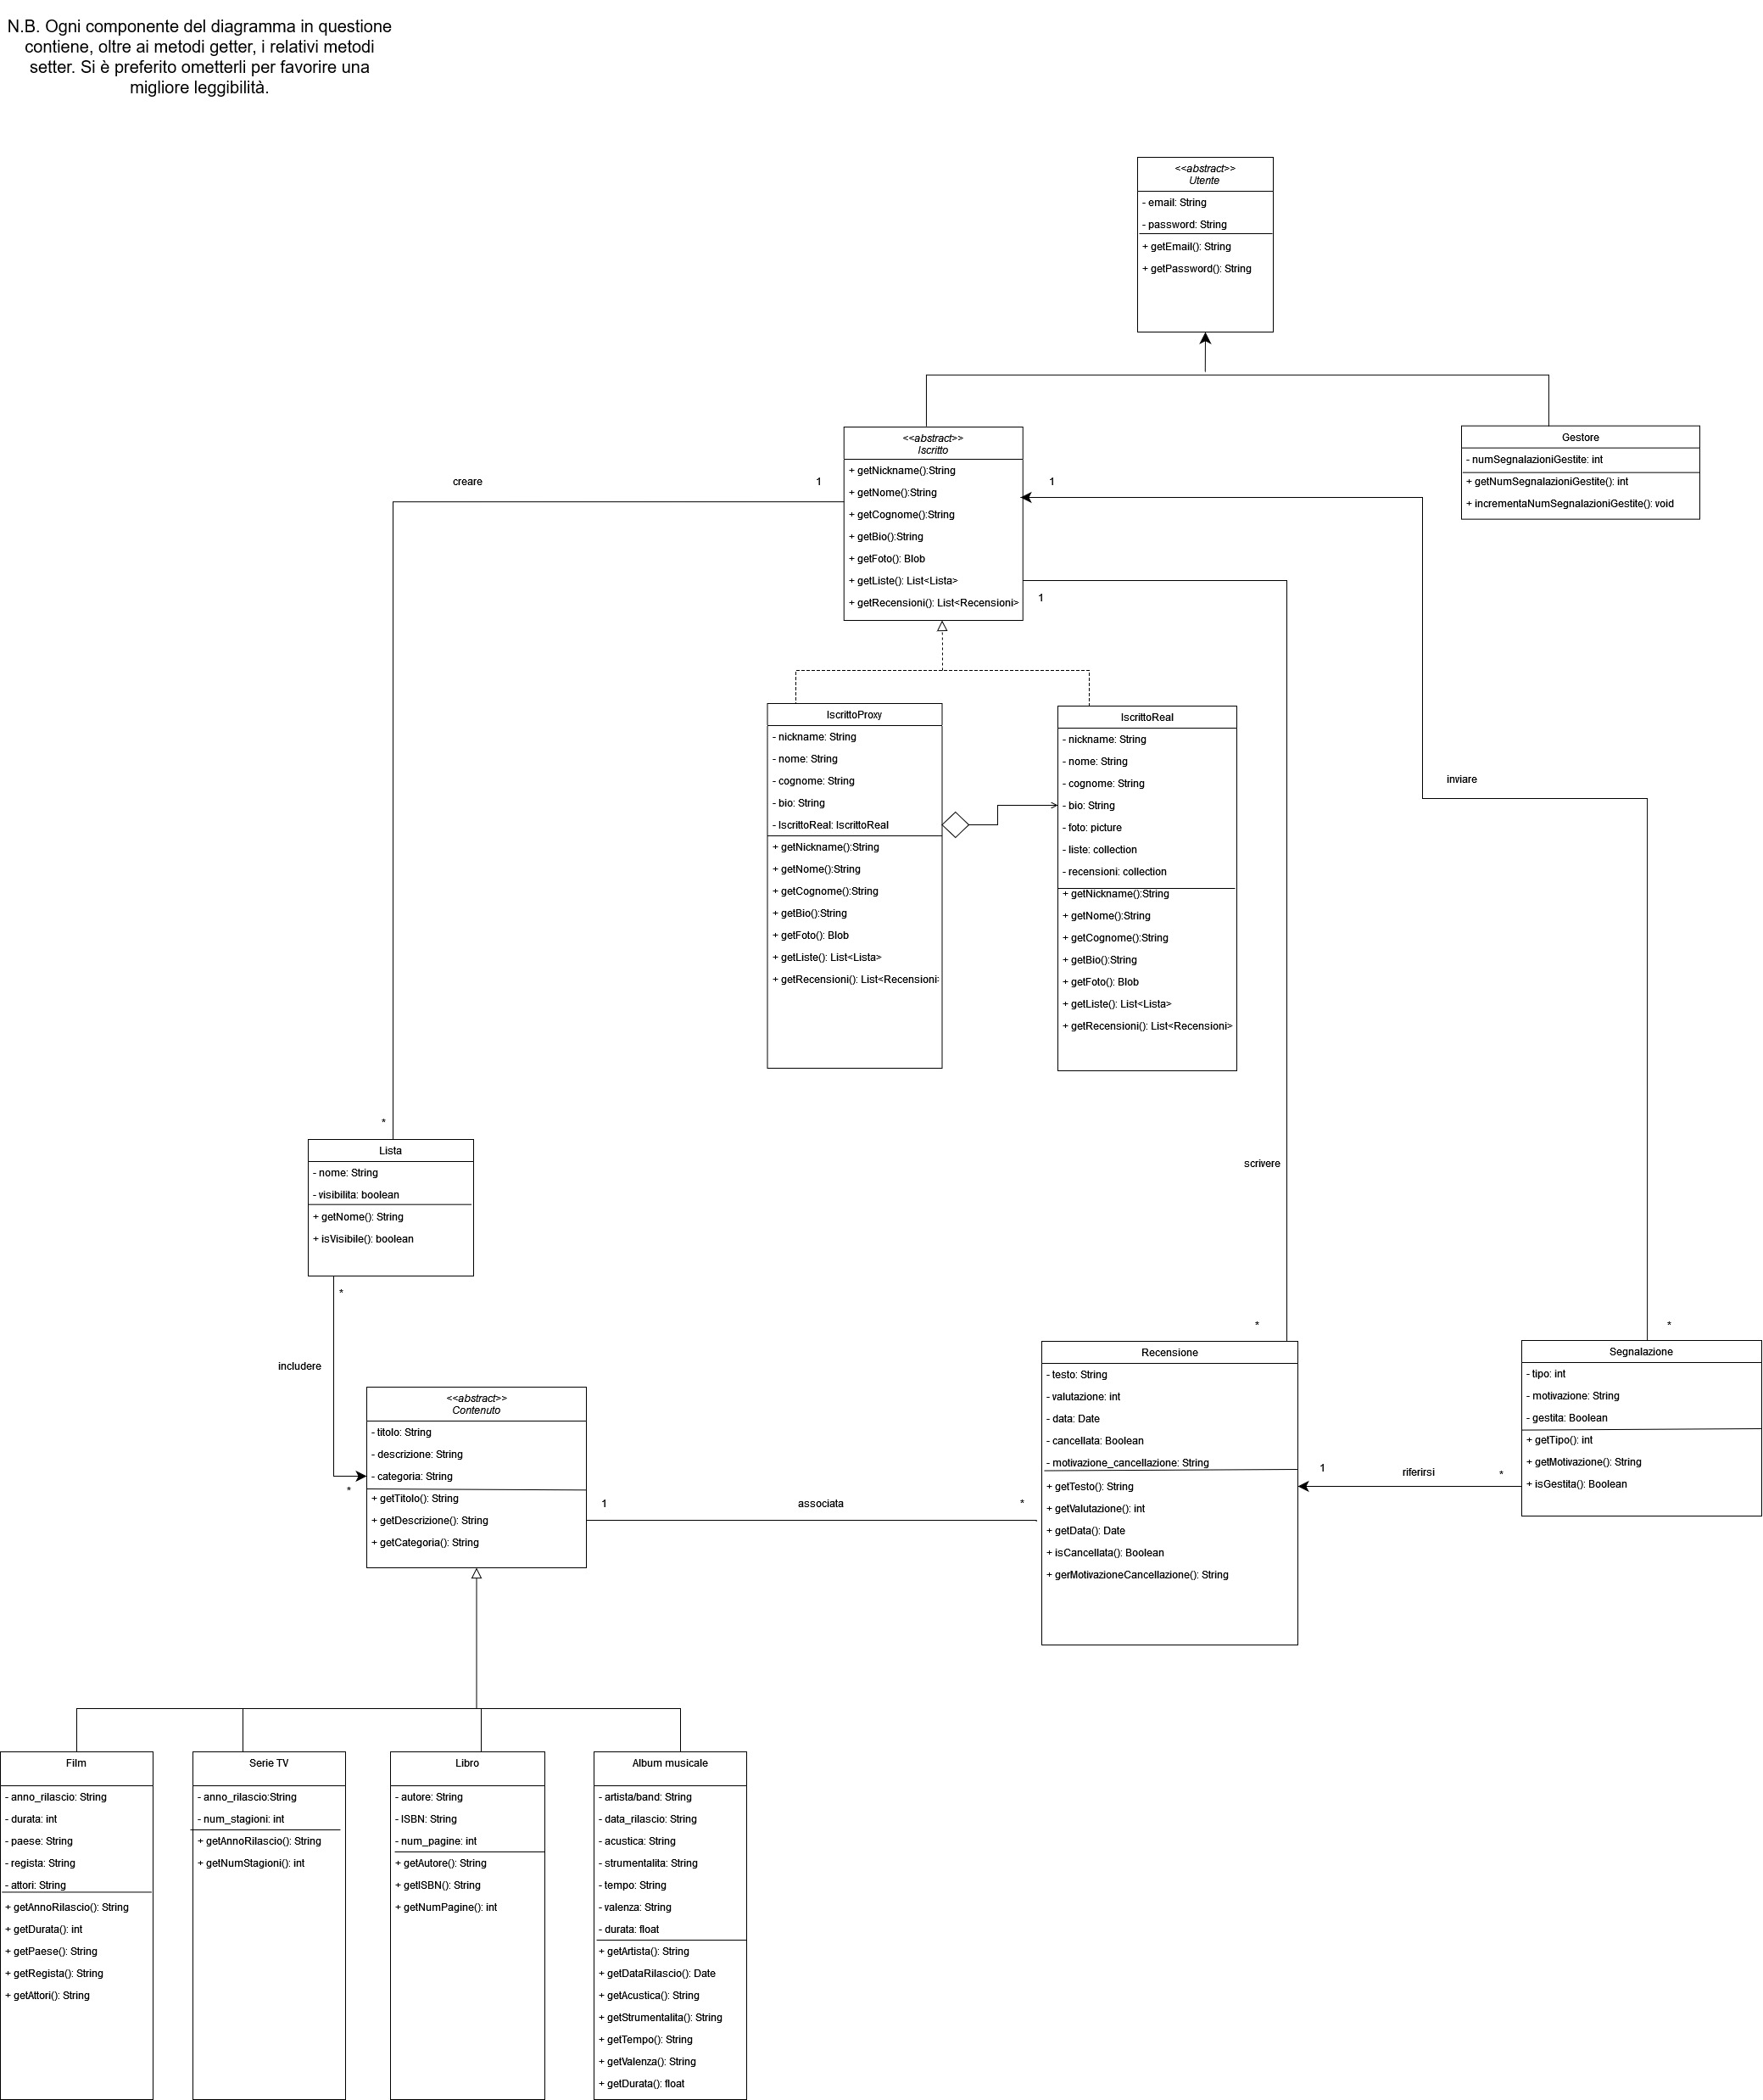 N.B. Ogni componente del diagramma in questione
contiene, oltre ai metodi getter, i relativi metodi
setter. Si è preferito ometterli per favorire una
migliore leggibilità.
<<abstract>>
Utente
- email: String
- password: String
+ getEmail(): String
+ getPassword(): String
<<abstract>>
Iscritto
+ getNickname():String
+ getNome():String
+ getCognome():String
+ getBio():String
+ getFoto(): Blob
+ getListe(): List<Lista>
+ getRecensioni(): List<Recensioni>
Gestore
- numSegnalazioniGestite: int
+ getNumSegnalazioniGestite(): int
+ incrementaNumSegnalazioniGestite(): void
creare
1
1
1
IscrittoProxy
- nickname: String
- nome: String
- cognome: String
- bio: String
- IscrittoReal: IscrittoReal
+ getNickname():String
+ getNome():String
+ getCognome():String
+ getBio():String
+ getFoto(): Blob
+ getListe(): List<Lista>
+ getRecensioni(): List<Recensioni
IscrittoReal
- nickname: String
- nome: String
- cognome: String
- bio: String
- foto: picture
- liste: collection
- recensioni: collection
+ getNickname():String
+ getNome():String
+ getCognome():String
+ getBio():String
+ getFoto(): Blob
+ getListe(): List<Lista>
+ getRecensioni(): List<Recensioni>
inviare
*
Lista
- nome: String
- visibilita: boolean
+ getNome(): String
+ isVisibile(): boolean
scrivere
*
includere
*
<<abstract>>
Contenuto
- titolo: String
- descrizione: String
- categoria: String
+ getTitolo(): String
+ getDescrizione(): String
+ getCategoria(): String
1
associata
*
*
Recensione
- testo: String
- valutazione: int
- data: Date
- cancellata: Boolean
- motivazione_cancellazione: String
+ getTesto(): String
+ getValutazione(): int
+ getData(): Date
+ isCancellata(): Boolean
+ gerMotivazioneCancellazione(): String
1
riferirsi
*
*
Segnalazione
- tipo: int
- motivazione: String
- gestita: Boolean
+ getTipo(): int
+ getMotivazione(): String
+ isGestita(): Boolean
Film
- anno_rilascio: String
- durata: int
- paese: String
- regista: String
- attori: String
+ getAnnoRilascio(): String
+ getDurata(): int
+ getPaese(): String
+ getRegista(): String
+ getAttori(): String
Serie TV
- anno_rilascio:String
- num_stagioni: int
+ getAnnoRilascio(): String
+ getNumStagioni(): int
Libro
- autore: String
- ISBN: String
- num_pagine: int
+ getAutore(): String
+ getISBN(): String
+ getNumPagine(): int
Album musicale
- artista/band: String
- data_rilascio: String
- acustica: String
- strumentalita: String
- tempo: String
- valenza: String
- durata: float
+ getArtista(): String
+ getDataRilascio(): Date
+ getAcustica(): String
+ getStrumentalita(): String
+ getTempo(): String
+ getValenza(): String
+ getDurata(): float